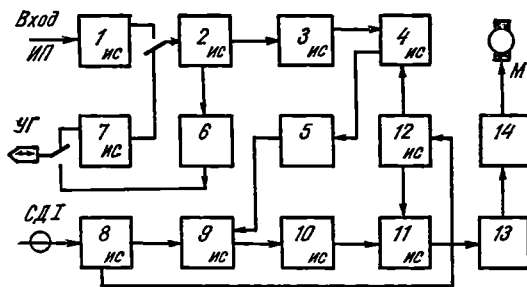 Вход
ИП
1 ис
2 ис
3 ис
4 ис
М
УГ
7 ис
6
5
12 ис
14
СД I
8 ис
9 ис
10 ис
11 ис
13